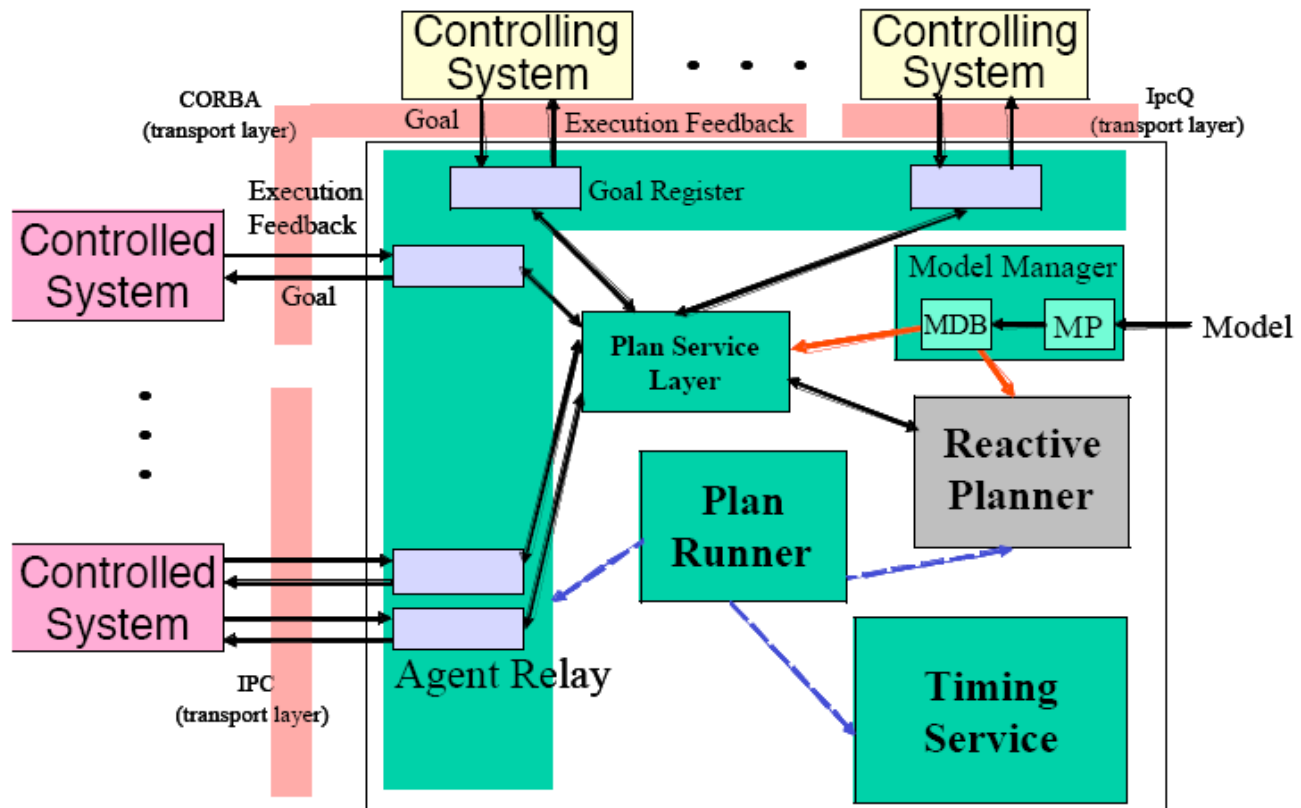 Controlling
System
Controlling
System
CORBA
(transport layer)
Goal
Execution Feedback
IpcQ
(transport layer)
Execution
Feedback
Goal Register
Controlled
System
Goal
Model Manager
MDB
MP
Model
Plan Service
Layer
Reactive
Planner
Plan
Runner
Controlled
System
Agent Relay
IPC
(transport layer)
Timing
Service